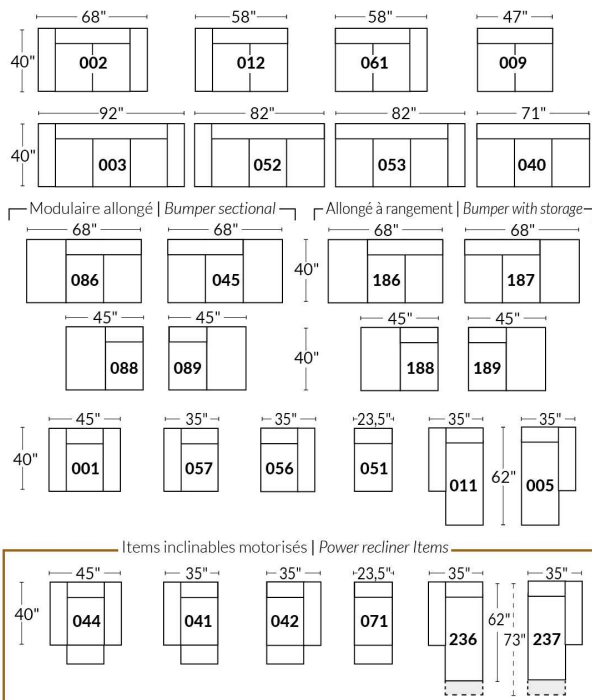 68" 58" 58" 47"
40" 002 012 061 009
92" 82" 82" 71"
40" 003 052 053 040
Modulaire allongé | Bumper sectional
Allongé à rangement | Bumper with storage
68" 68" 68" 68"
086 045 40" 186 187
45" 45" 45" 45"
088 089 40" 188 189
45" 35" 35" 23,5" 35" 35"
40" 001 057 056 051 011 62" 005
Items inclinables motorisés | Power recliner Items
45" 35" 35" 23,5" 35" 35"
40" 044 041 042 071 236 62" 73" 237